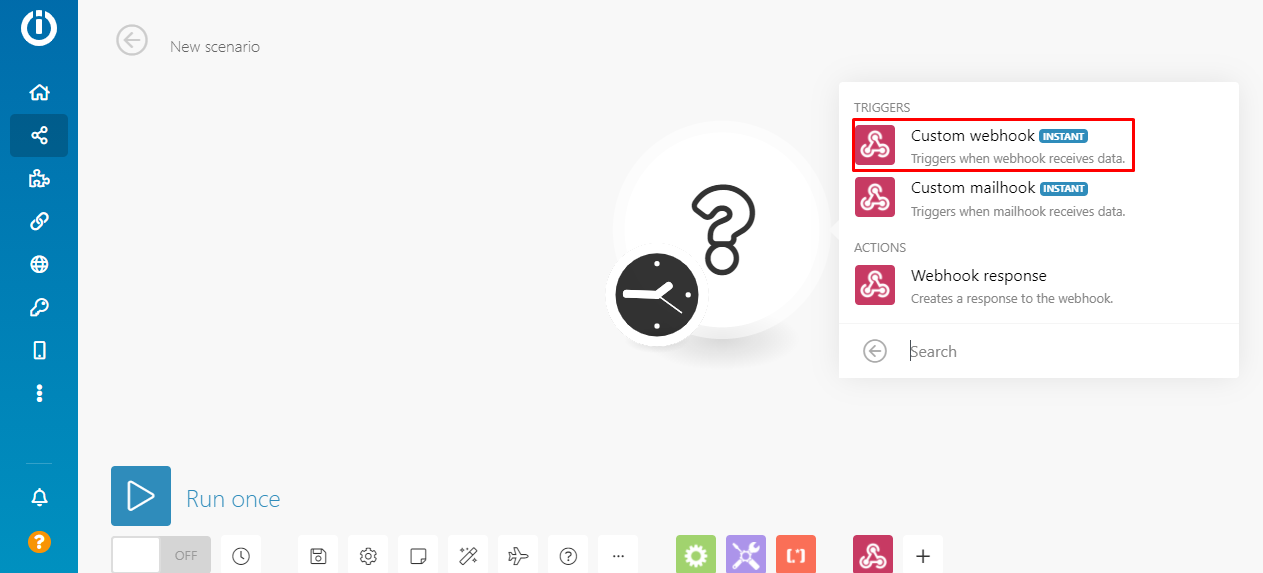 New scenario
TRIGGERS
Custom webhook INSTANT
Triggers when webhook receives data.
Custom mailhook INSTANT
Triggers when mailhook receives data.
ACTIONS
Webhook response
Creates a response to the webhook.
Search
Run once
OFF